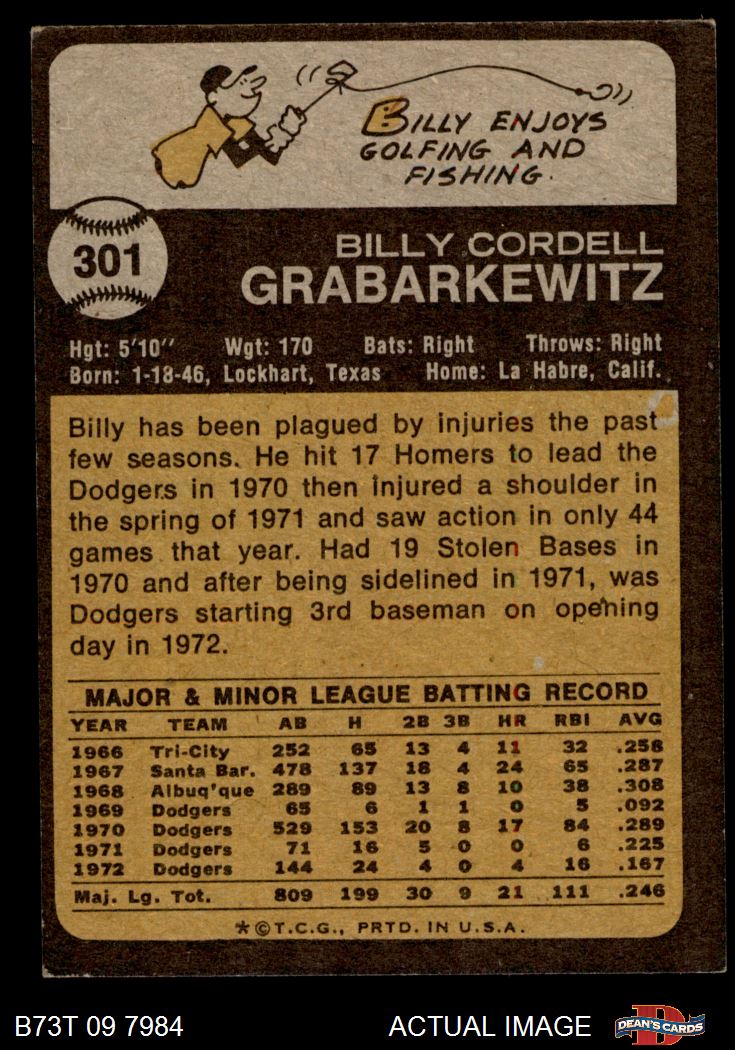 BILLY ENJOYS
GOLFING AND
FISHING.
301
BILLY CORDELL
GRABARKEWITZ
Hgt: 5'10" Wgt: 170 Bats: Right Throws: Right
Born: 1-18-46, Lockhart, Texas Home: La Habre, Calif.
Billy has been plagued by injuries the past
few seasons. He hit 17 Homers to lead the
Dodgers in 1970 then injured a shoulder in
the spring of 1971 and saw action in only 44
games that year. Had 19 Stolen Bases in
1970 and after being sidelined in 1971, was
Dodgers starting 3rd baseman on opening
day in 1972.
MAJOR & MINOR LEAGUE BATTING RECORD
YEAR TEAM AB H 2B 3B HR RBI AVG
1966 Tri-City 252 65 13 4 11 32 .258
1967 Santa Bar. 478 137 18 4 24 65 .287
1968 Albuq'que 289 89 13 8 10 38 .308
1969 Dodgers 65 6 1 1 0 5 .092
1970 Dodgers 529 153 20 8 17 84 .289
1971 Dodgers 71 16 5 0 0 6 .225
1972 Dodgers 144 24 4 0 4 16 .167
Maj. Lg. Tot. 809 199 30 9 21 111 .246
*©T.C.G., PRTD. IN U.S.A.
B73T 09 7984 ACTUAL IMAGE DEAN'S CARDS